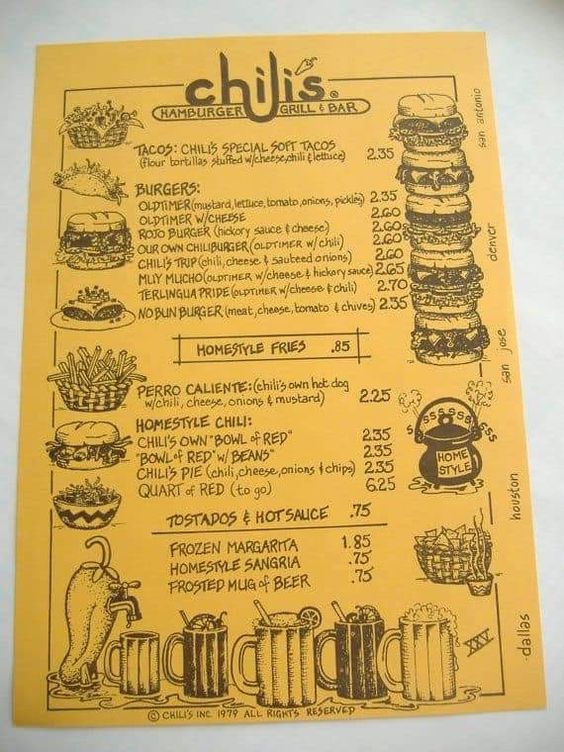 chili's®
HAMBURGER GRILL & BAR
TACOS: CHILI'S SPECIAL SOFT TACOS
(flour tortillas stuffed w/cheese, chili & lettuce) 2.35
BURGERS:
OLDTIMER (mustard, lettuce, tomato, onions, pickles) 2.35
OLDTIMER W/CHEESE 2.60
ROJO BURGER (hickory sauce & cheese) 2.60
OUR OWN CHILIBURGER (OLDTIMER w/chili) 2.60
CHILI'S TRIP (chili, cheese & sauteed onions) 2.60
MUY MUCHO (OLDTIMER w/cheese & hickory sauce) 2.65
TERLINGUA PRIDE (OLDTIMER w/cheese & chili) 2.70
NO BUN BURGER (meat, cheese, tomato & chives) 2.35
HOMESTYLE FRIES .85
PERRO CALIENTE: (chili's own hot dog
w/chili, cheese, onions & mustard) 2.25
HOMESTYLE CHILI:
CHILI'S OWN "BOWL of RED" 2.35
"BOWL of RED" w/ BEANS" 2.35
CHILI'S PIE (chili, cheese, onions & chips) 2.35
QUART of RED (to go) 6.25
TOSTADOS & HOT SAUCE .75
FROZEN MARGARITA 1.85
HOMESTYLE SANGRIA .75
FROSTED MUG of BEER .75
HOME
STYLE
san antonio
denver
san jose
houston
dallas
XXV
© CHILI'S INC. 1979 ALL RIGHTS RESERVED